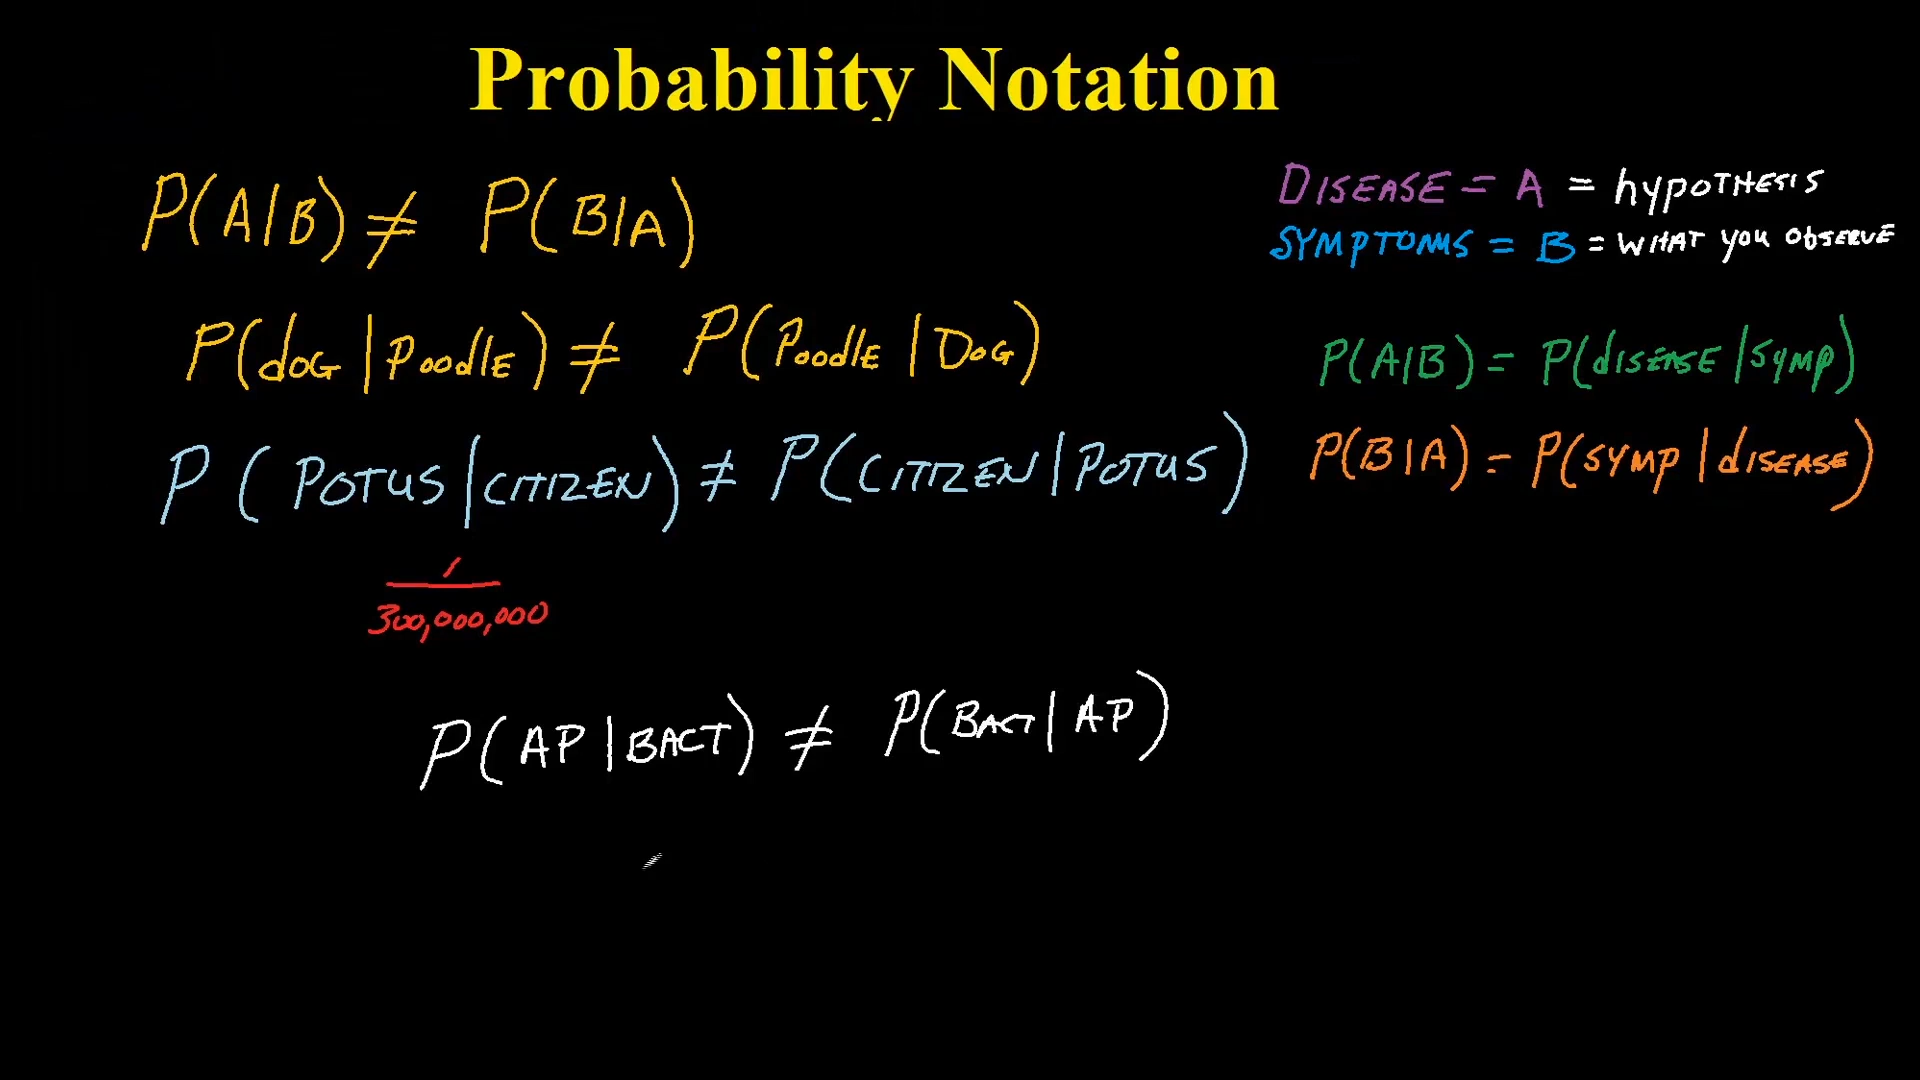 Probability Notation
P(A|B) ≠ P(B|A)
P(dOG | POODLE) ≠ P(POODLE | DOG)
P(POTUS|CITIZEN) ≠ P(CITIZEN|POTUS)
1
300,000,000
P(AP|BACT) ≠ P(BACT|AP)
DISEASE = A = hypOTHESIS
SYMPTOMS = B = WHAT YOU ObSERVE
P(A|B) = P(dISEASE|SYMP)
P(B|A) = P(SYMP|dISEASE)